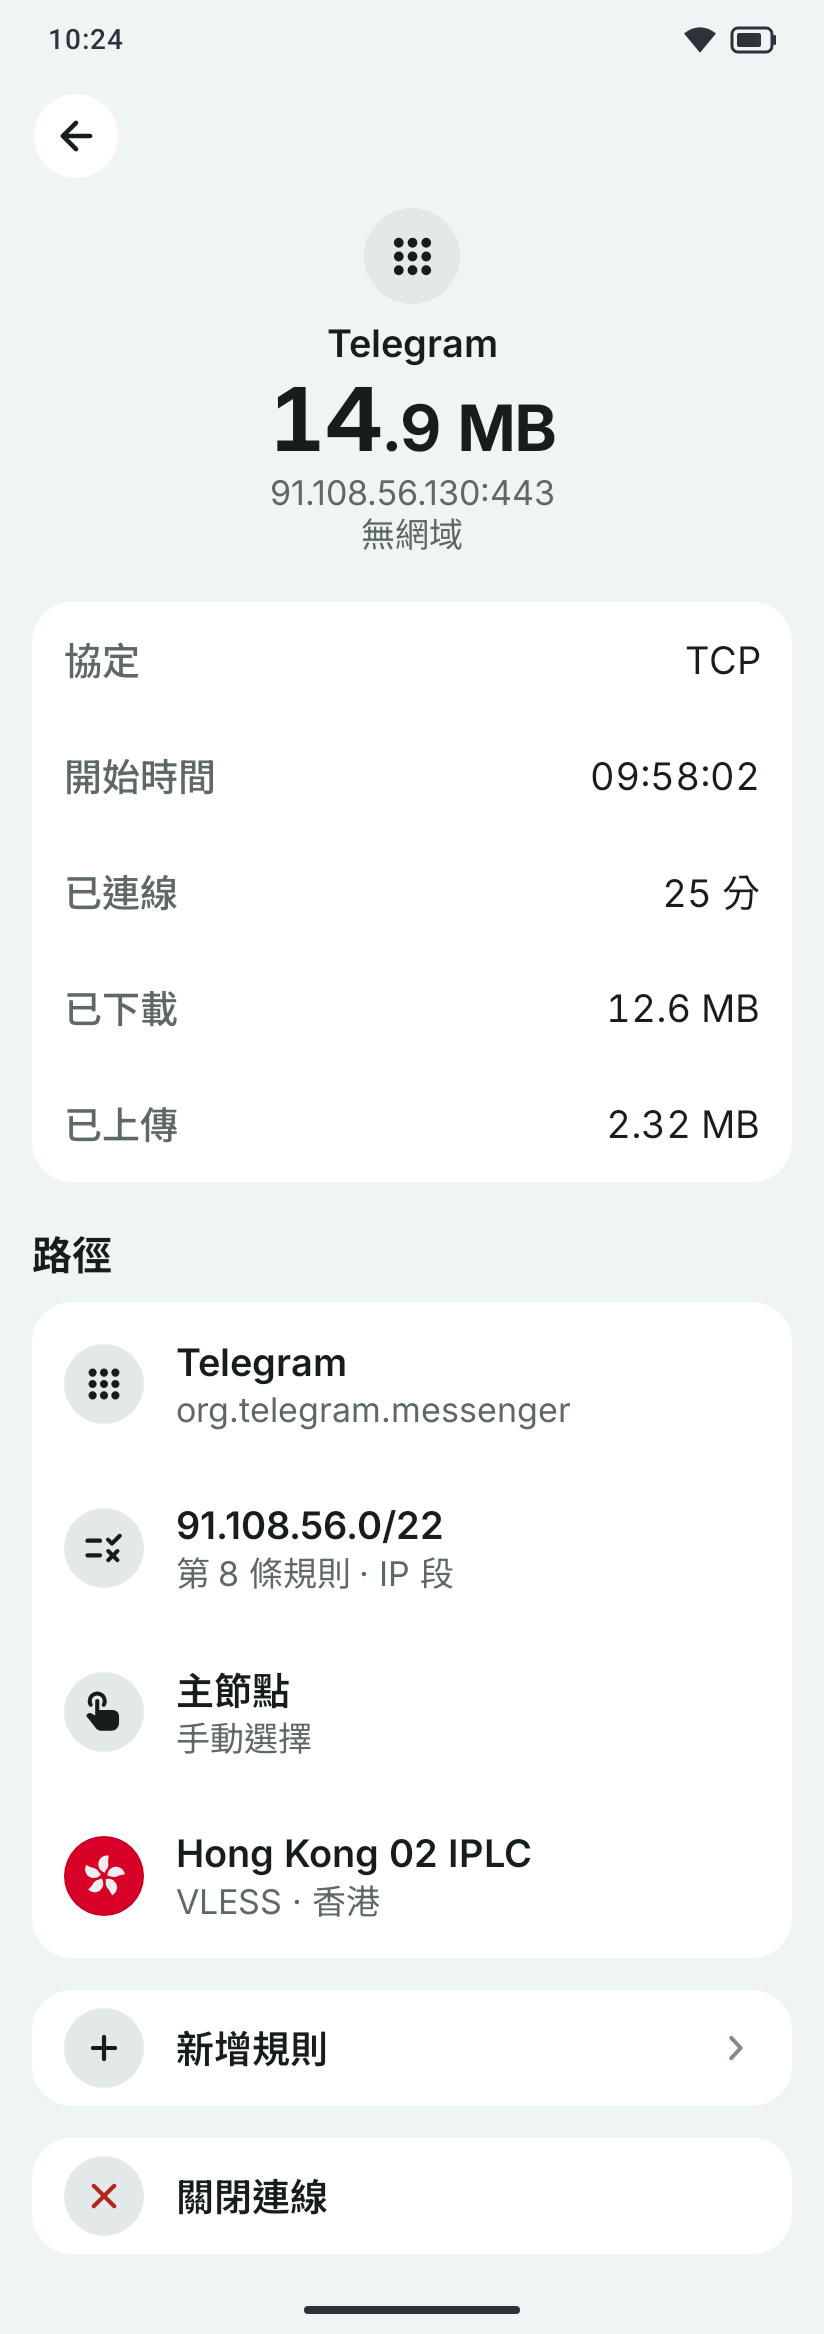 10:24
Telegram
14.9 MB
91.108.56.130:443
無網域
協定 TCP
開始時間 09:58:02
已連線 25 分
已下載 12.6 MB
已上傳 2.32 MB
路徑
Telegram
org.telegram.messenger
91.108.56.0/22
第 8 條規則 · IP 段
主節點
手動選擇
Hong Kong 02 IPLC
VLESS · 香港
新增規則
關閉連線